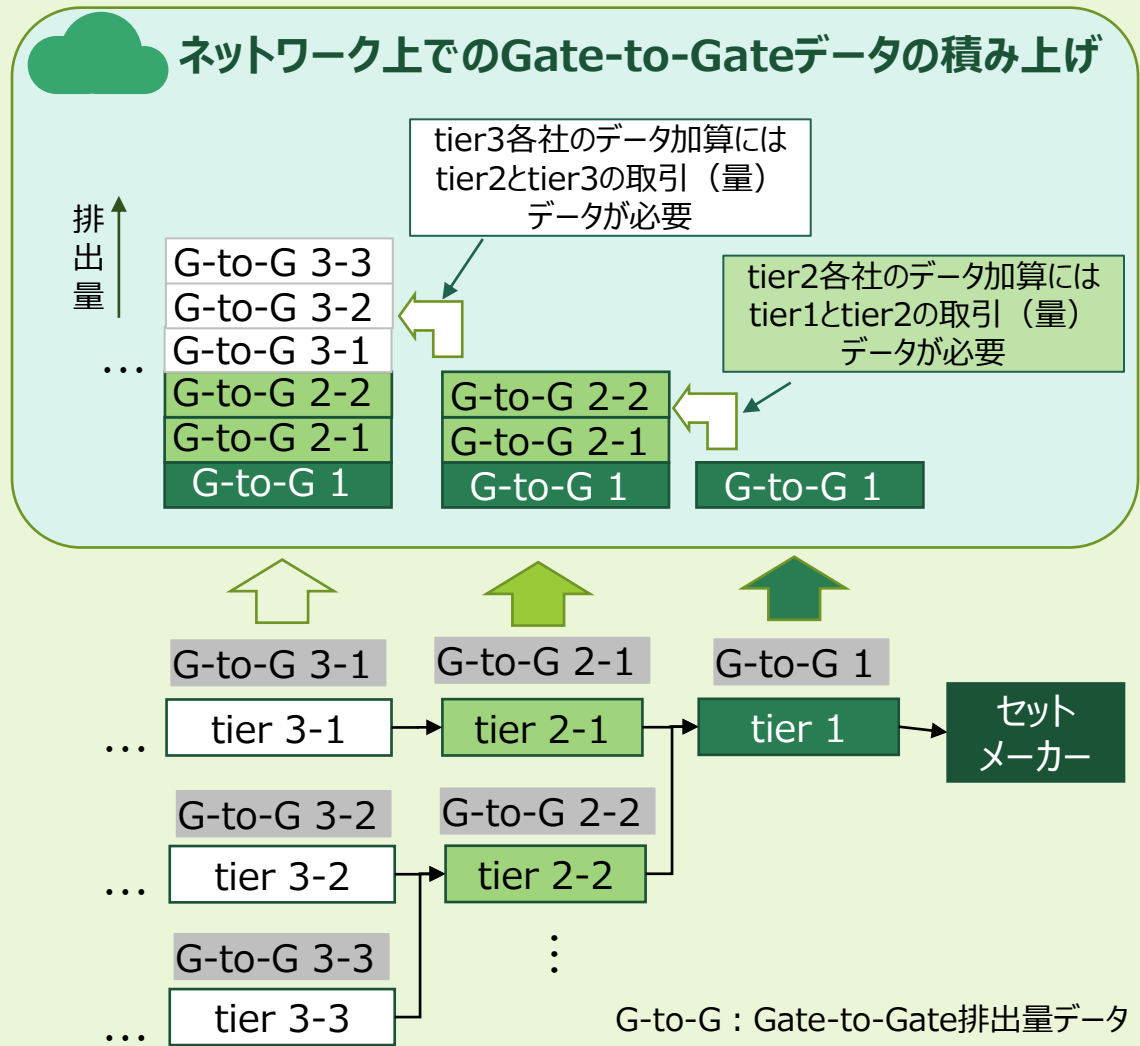 ネットワーク上でのGate-to-Gateデータの積み上げ
tier3各社のデータ加算には
tier2とtier3の取引（量）
データが必要
tier2各社のデータ加算には
tier1とtier2の取引（量）
データが必要
排出量
G-to-G 3-3
G-to-G 3-2
G-to-G 3-1
G-to-G 2-2
G-to-G 2-1
G-to-G 1
…
G-to-G 2-2
G-to-G 2-1
G-to-G 1
G-to-G 1
G-to-G 3-1
G-to-G 2-1
G-to-G 1
… tier 3-1
tier 2-1
tier 1
セット
メーカー
G-to-G 3-2
G-to-G 2-2
… tier 3-2
tier 2-2
G-to-G 3-3
…
… tier 3-3
G-to-G：Gate-to-Gate排出量データ